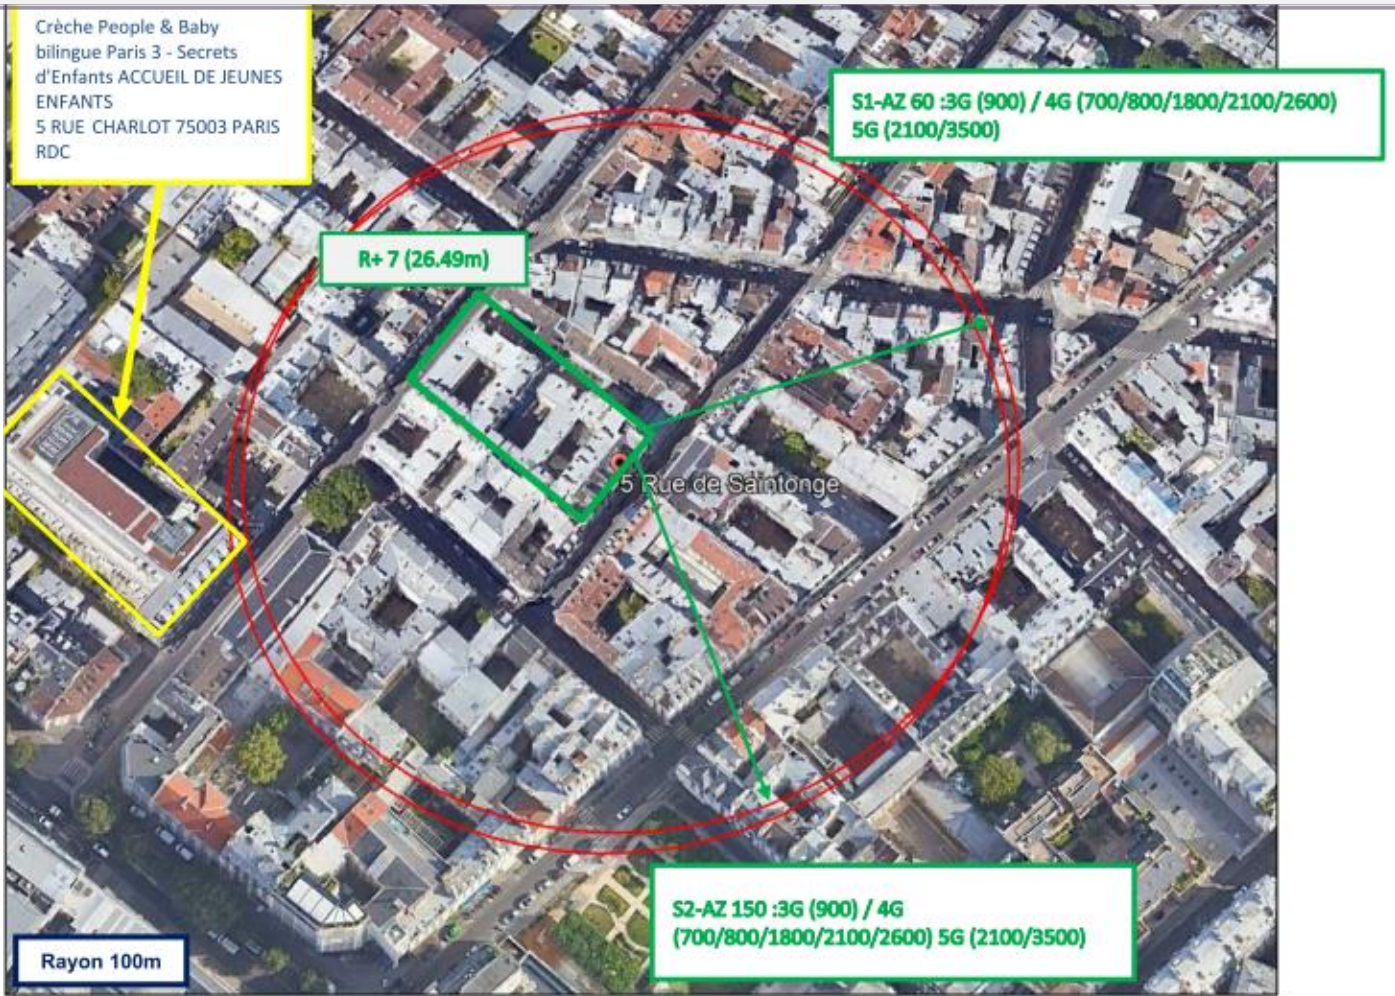 Crèche People & Baby
bilingue Paris 3 - Secrets
d'Enfants ACCUEIL DE JEUNES
ENFANTS
5 RUE CHARLOT 75003 PARIS
RDC
S1-AZ 60 :3G (900) / 4G (700/800/1800/2100/2600)
5G (2100/3500)
R+ 7 (26.49m)
5 Rue de Saintonge
S2-AZ 150 :3G (900) / 4G
(700/800/1800/2100/2600) 5G (2100/3500)
Rayon 100m